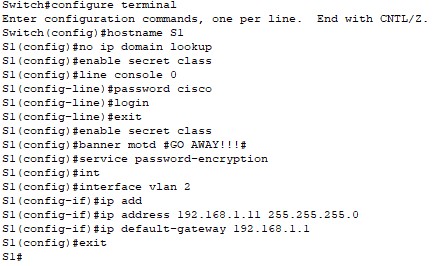 Switch#configure terminal
Enter configuration commands, one per line.  End with CNTL/Z.
Switch(config)#hostname S1
S1(config)#no ip domain lookup
S1(config)#enable secret class
S1(config)#line console 0
S1(config-line)#password cisco
S1(config-line)#login
S1(config-line)#exit
S1(config)#enable secret class
S1(config)#banner motd #GO AWAY!!!#
S1(config)#service password-encryption
S1(config)#int
S1(config)#interface vlan 2
S1(config-if)#ip add
S1(config-if)#ip address 192.168.1.11 255.255.255.0
S1(config-if)#ip default-gateway 192.168.1.1
S1(config)#exit
S1#